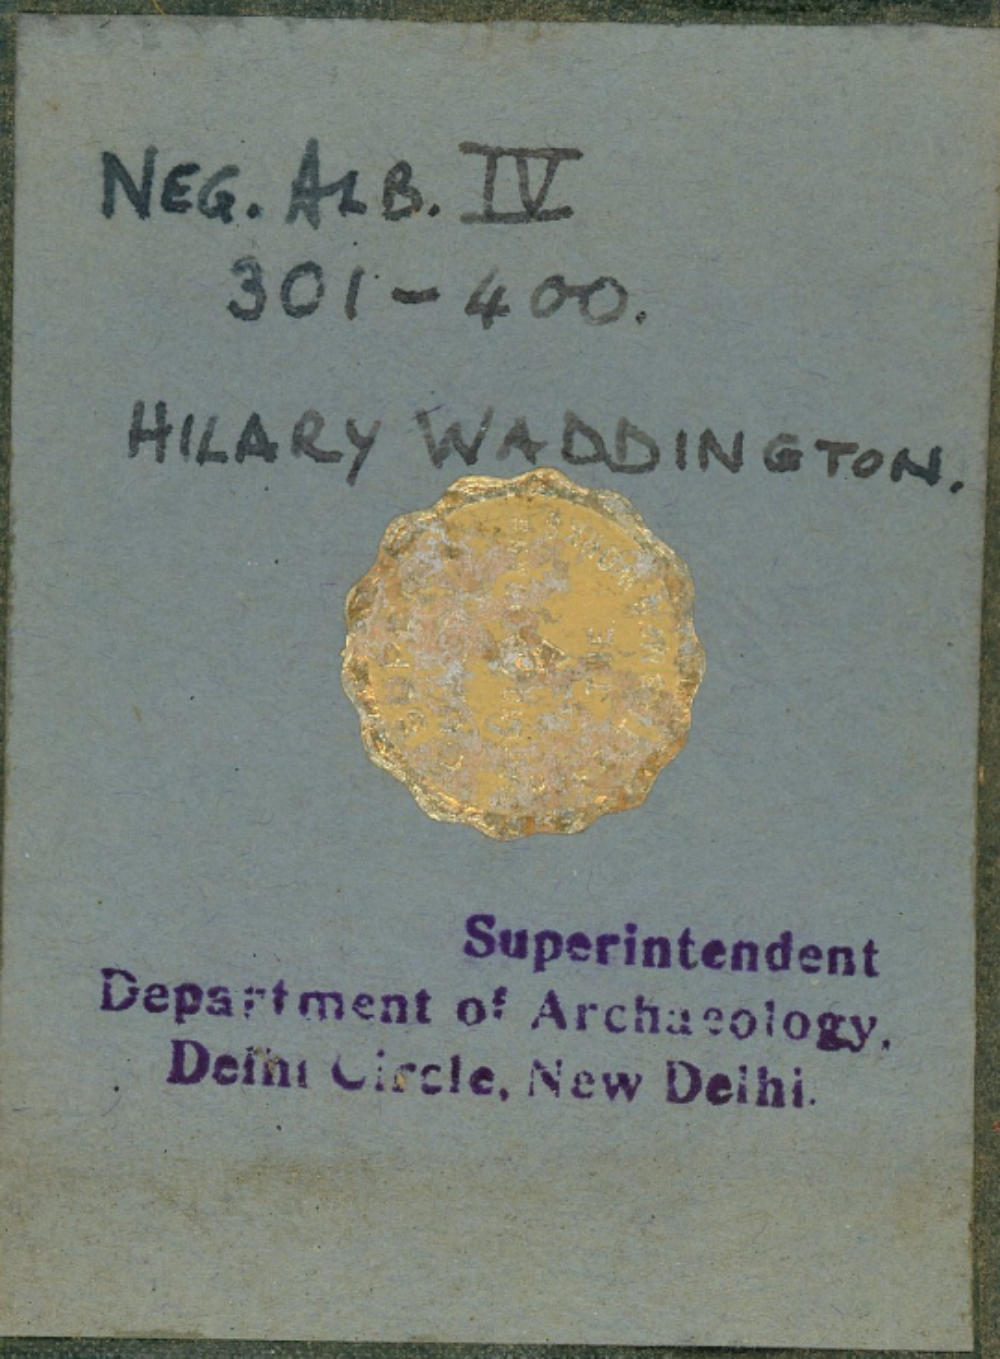 NEG. ALB. IV
301-400.
HILARY WADDINGTON.
Superintendent
Department of Archaeology,
Delhi Circle, New Delhi.